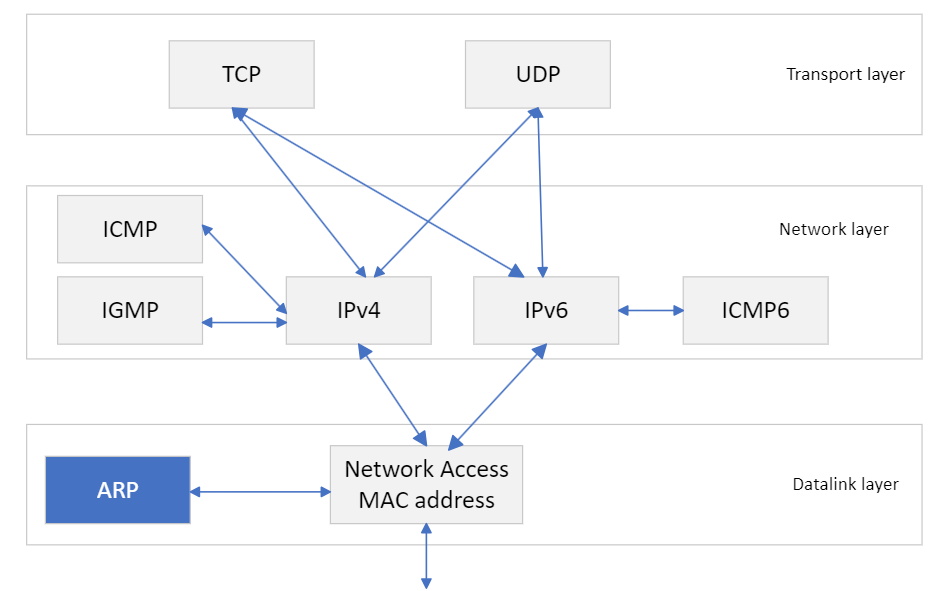 TCP
UDP
Transport layer
ICMP
Network layer
IGMP
IPv4
IPv6
ICMP6
Network Access
MAC address
ARP
Datalink layer